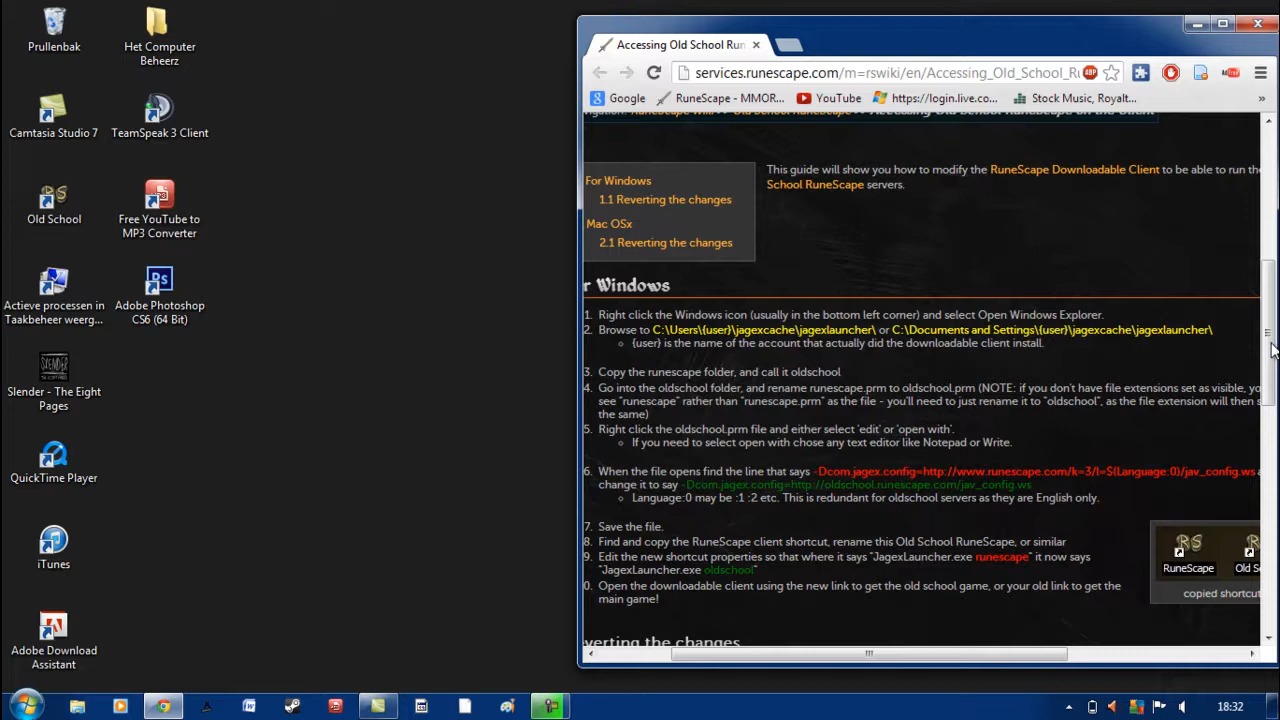 Prullenbak
Het Computer
Beheerz
Camtasia Studio 7
TeamSpeak 3 Client
Old School
Free YouTube to
MP3 Converter
Actieve processen in
Taakbeheer weerg...
Adobe Photoshop
CS6 (64 Bit)
Slender - The Eight
Pages
QuickTime Player
iTunes
Adobe Download
Assistant
Accessing Old School Run
services.runescape.com/m=rswiki/en/Accessing_Old_School_Ru
ABP
Google
RuneScape - MMOR...
YouTube
https://login.live.co...
Stock Music, Royalt...
»
For Windows
1.1 Reverting the changes
Mac OSx
2.1 Reverting the changes
This guide will show you how to modify the RuneScape Downloadable Client to be able to run the
School RuneScape servers.
r Windows
1. Right click the Windows icon (usually in the bottom left corner) and select Open Windows Explorer.
2. Browse to C:\Users\{user}\jagexcache\jagexlauncher\ or C:\Documents and Settings\{user}\jagexcache\jagexlauncher\
{user} is the name of the account that actually did the downloadable client install.
3. Copy the runescape folder, and call it oldschool
4. Go into the oldschool folder, and rename runescape.prm to oldschool.prm (NOTE: if you don't have file extensions set as visible, yo
see "runescape" rather than "runescape.prm" as the file - you'll need to just rename it to "oldschool", as the file extension will then s
the same)
5. Right click the oldschool.prm file and either select 'edit' or 'open with'.
If you need to select open with chose any text editor like Notepad or Write.
6. When the file opens find the line that says -Dcom.jagex.config=http://www.runescape.com/k=3/l=$(Language:0)/jav_config.ws a
change it to say -Dcom.jagex.config=http://oldschool.runescape.com/jav_config.ws
Language:0 may be :1 :2 etc. This is redundant for oldschool servers as they are English only.
7. Save the file.
8. Find and copy the RuneScape client shortcut, rename this Old School RuneScape, or similar
9. Edit the new shortcut properties so that where it says "JagexLauncher.exe runescape" it now says
"JagexLauncher.exe oldschool"
0. Open the downloadable client using the new link to get the old school game, or your old link to get the
main game!
RuneScape
Old Sc
copied shortcut
verting the changes
18:32